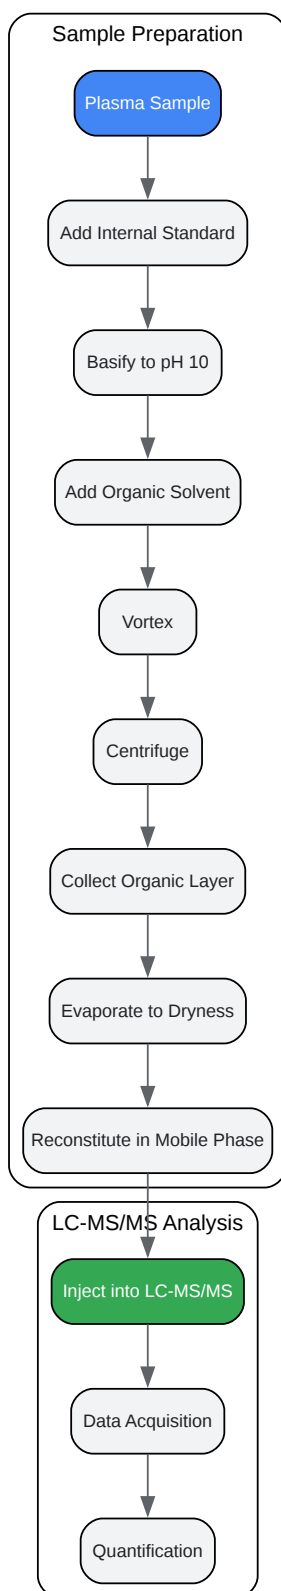 Sample Preparation
Plasma Sample
Add Internal Standard
Basify to pH 10
Add Organic Solvent
Vortex
Centrifuge
Collect Organic Layer
Evaporate to Dryness
Reconstitute in Mobile Phase
LC-MS/MS Analysis
Inject into LC-MS/MS
Data Acquisition
Quantification